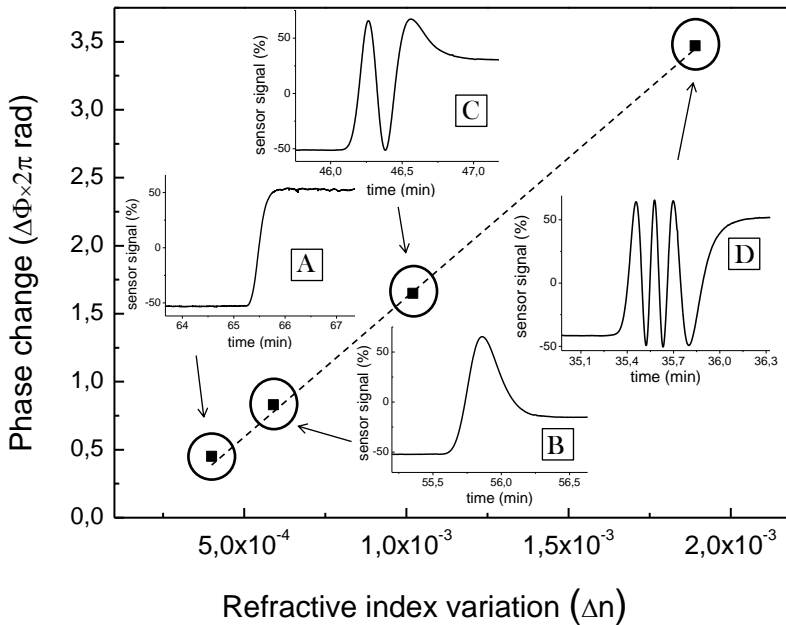 Phase change (ΔΦ×2π rad)
3,5
3,0
2,5
2,0
1,5
1,0
0,5
0,0
5,0x10⁻⁴
1,0x10⁻³
1,5x10⁻³
2,0x10⁻³
Refractive index variation (Δn)
sensor signal (%)
50
0
-50
C
46,0
46,5
47,0
time (min)
sensor signal (%)
50
0
-50
A
64
65
66
67
time (min)
sensor signal (%)
50
0
-50
D
35,1
35,4
35,7
36,0
36,3
time (min)
sensor signal (%)
50
0
-50
B
55,5
56,0
56,5
time (min)